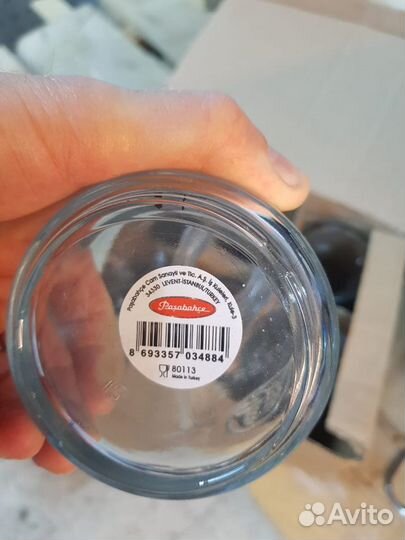 Paşabahçe Cam Sanayii ve Tic. A.Ş. İş Kuleleri, Kule-3
34330 LEVENT-İSTANBUL/TURKEY
Paşabahçe
8 693357 034884
80113
Made in Turkey
Avito